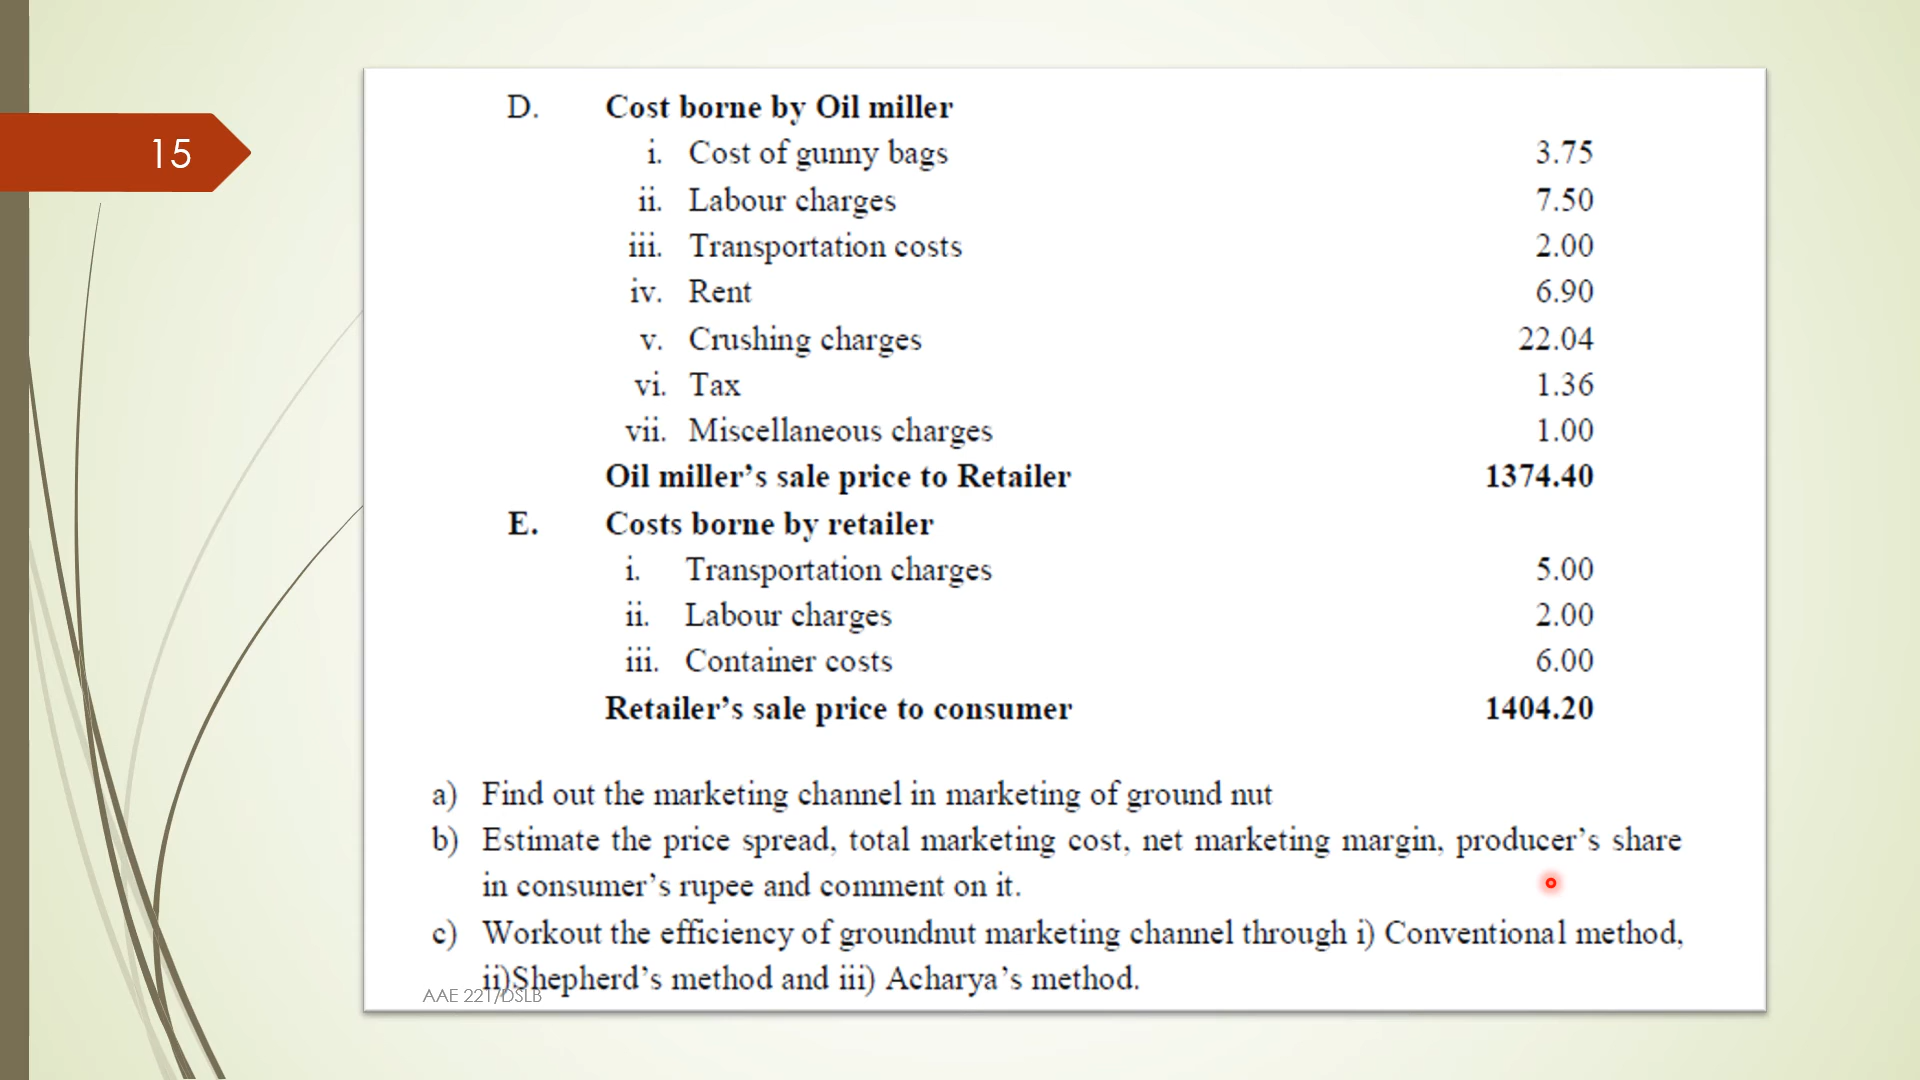 15
D. Cost borne by Oil miller
i. Cost of gunny bags 3.75
ii. Labour charges 7.50
iii. Transportation costs 2.00
iv. Rent 6.90
v. Crushing charges 22.04
vi. Tax 1.36
vii. Miscellaneous charges 1.00
Oil miller’s sale price to Retailer 1374.40
E. Costs borne by retailer
i. Transportation charges 5.00
ii. Labour charges 2.00
iii. Container costs 6.00
Retailer’s sale price to consumer 1404.20
a) Find out the marketing channel in marketing of ground nut
b) Estimate the price spread, total marketing cost, net marketing margin, producer’s share
in consumer’s rupee and comment on it.
c) Workout the efficiency of groundnut marketing channel through i) Conventional method,
ii)Shepherd’s method and iii) Acharya’s method.
AAE 221/DSLB